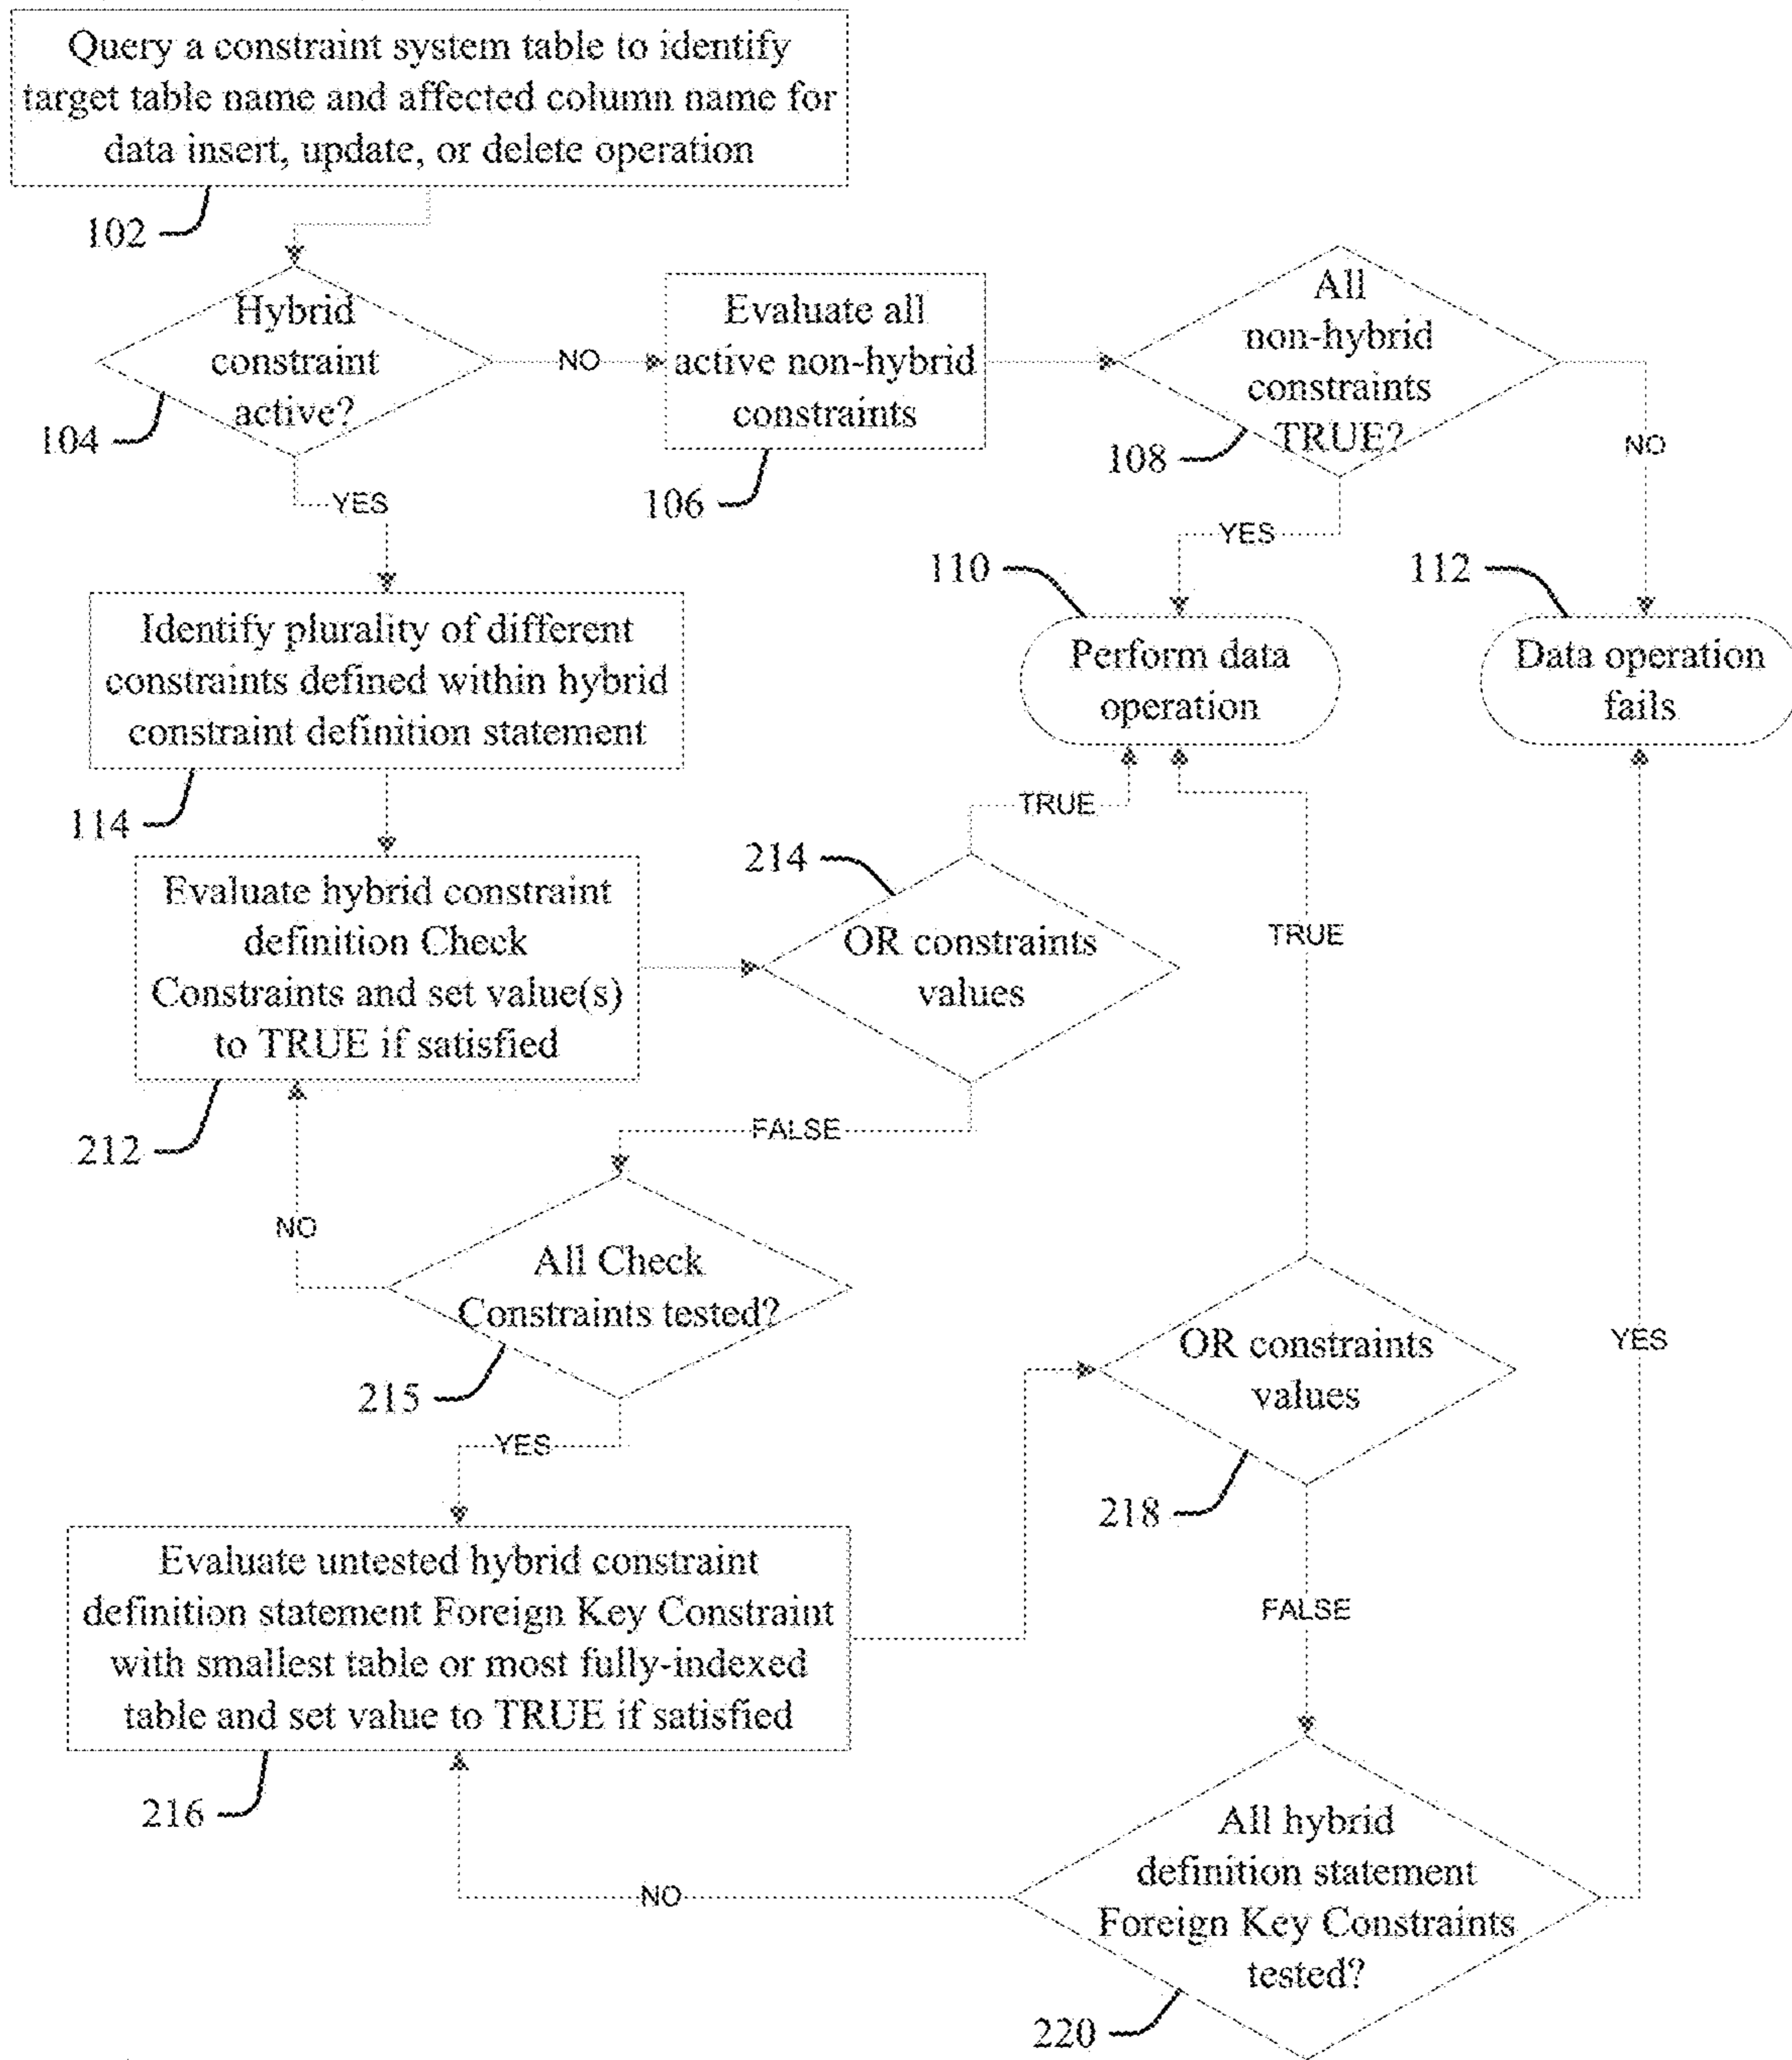 Query a constraint system table to identify
target table name and affected column name for
data insert, update, or delete operation
102
Hybrid
constraint
active?
104
NO
Evaluate all
active non-hybrid
constraints
106
All
non-hybrid
constraints
TRUE?
108
NO
YES
YES
110
112
Perform data
operation
Data operation
fails
Identify plurality of different
constraints defined within hybrid
constraint definition statement
114
TRUE
214
Evaluate hybrid constraint
definition Check
Constraints and set value(s)
to TRUE if satisfied
212
OR constraints
values
TRUE
FALSE
NO
All Check
Constraints tested?
215
YES
OR constraints
values
218
YES
Evaluate untested hybrid constraint
definition statement Foreign Key Constraint
with smallest table or most fully-indexed
table and set value to TRUE if satisfied
216
FALSE
All hybrid
definition statement
Foreign Key Constraints
tested?
220
NO